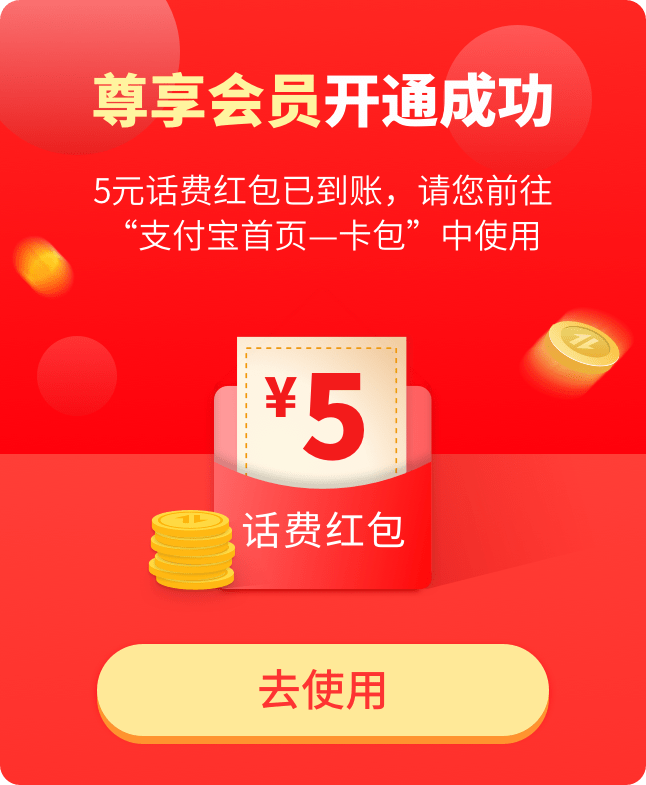 尊享会员开通成功
5元话费红包已到账，请您前往
“支付宝首页—卡包”中使用
¥5
话费红包
去使用